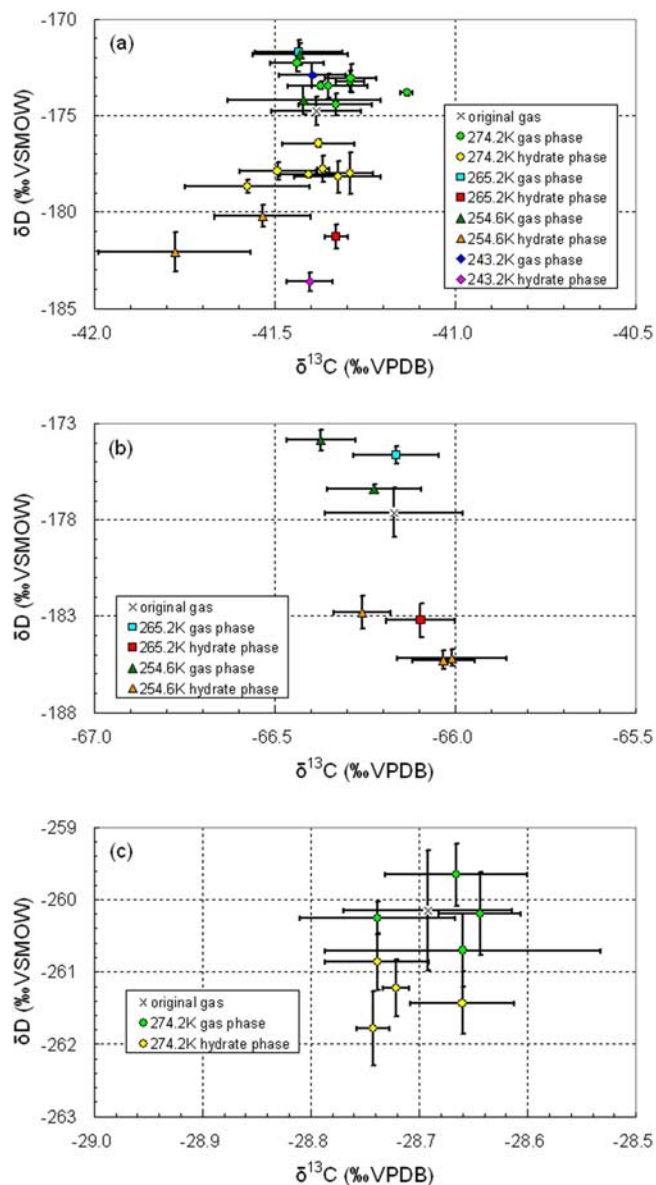 (a)
-170
-175
-180
-185
δD (‰VSMOW)
original gas
274.2K gas phase
274.2K hydrate phase
265.2K gas phase
265.2K hydrate phase
254.6K gas phase
254.6K hydrate phase
243.2K gas phase
243.2K hydrate phase
-42.0 -41.5 -41.0 -40.5
δ¹³C (‰VPDB)
(b)
-173
-178
-183
-188
δD (‰VSMOW)
original gas
265.2K gas phase
265.2K hydrate phase
254.6K gas phase
254.6K hydrate phase
-67.0 -66.5 -66.0 -65.5
δ¹³C (‰VPDB)
(c)
-259
-260
-261
-262
-263
δD (‰VSMOW)
original gas
274.2K gas phase
274.2K hydrate phase
-29.0 -28.9 -28.8 -28.7 -28.6 -28.5
δ¹³C (‰VPDB)